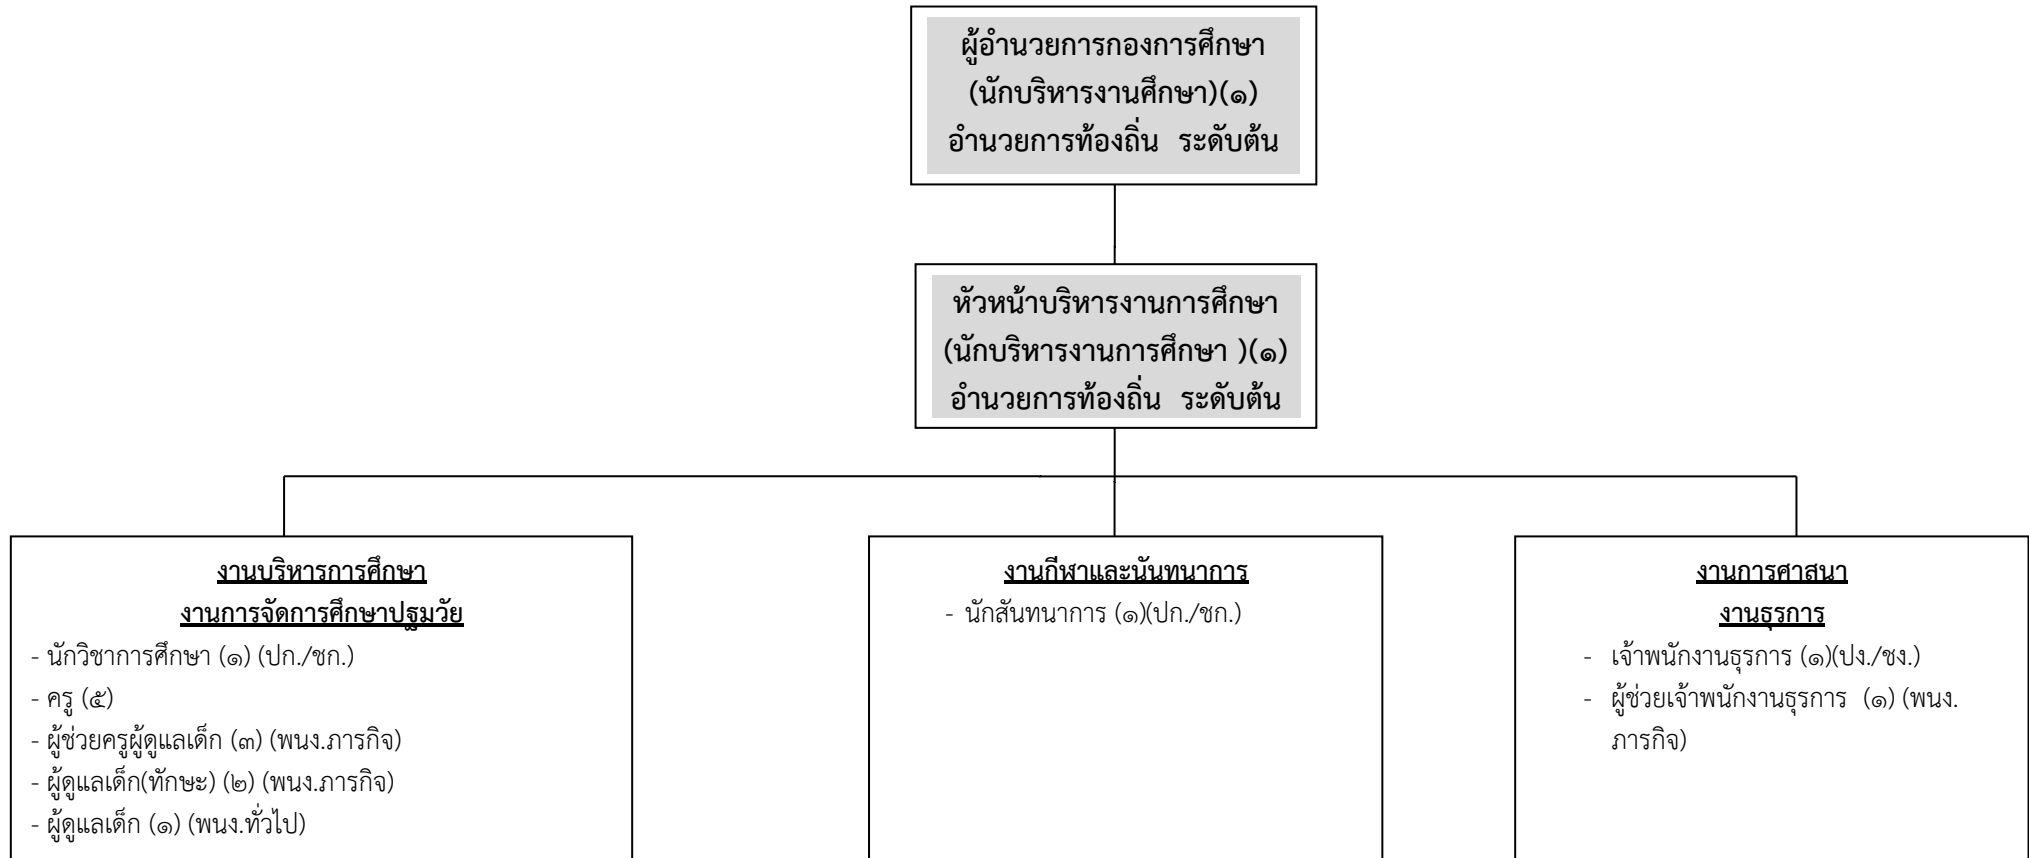 ผู้อำนวยการกองการศึกษา
(นักบริหารงานศึกษา)(๑)
อำนวยการท้องถิ่น ระดับต้น
หัวหน้าบริหารงานการศึกษา
(นักบริหารงานการศึกษา )(๑)
อำนวยการท้องถิ่น ระดับต้น
งานบริหารการศึกษา
งานการจัดการศึกษาปฐมวัย
- นักวิชาการศึกษา (๑) (ปก./ชก.)
- ครู (๕)
- ผู้ช่วยครูผู้ดูแลเด็ก (๓) (พนง.ภารกิจ)
- ผู้ดูแลเด็ก(ทักษะ) (๒) (พนง.ภารกิจ)
- ผู้ดูแลเด็ก (๑) (พนง.ทั่วไป)
งานกีฬาและนันทนาการ
- นักสันทนาการ (๑)(ปก./ชก.)
งานการศาสนา
งานธุรการ
- เจ้าพนักงานธุรการ (๑)(ปง./ชง.)
- ผู้ช่วยเจ้าพนักงานธุรการ (๑) (พนง.
ภารกิจ)